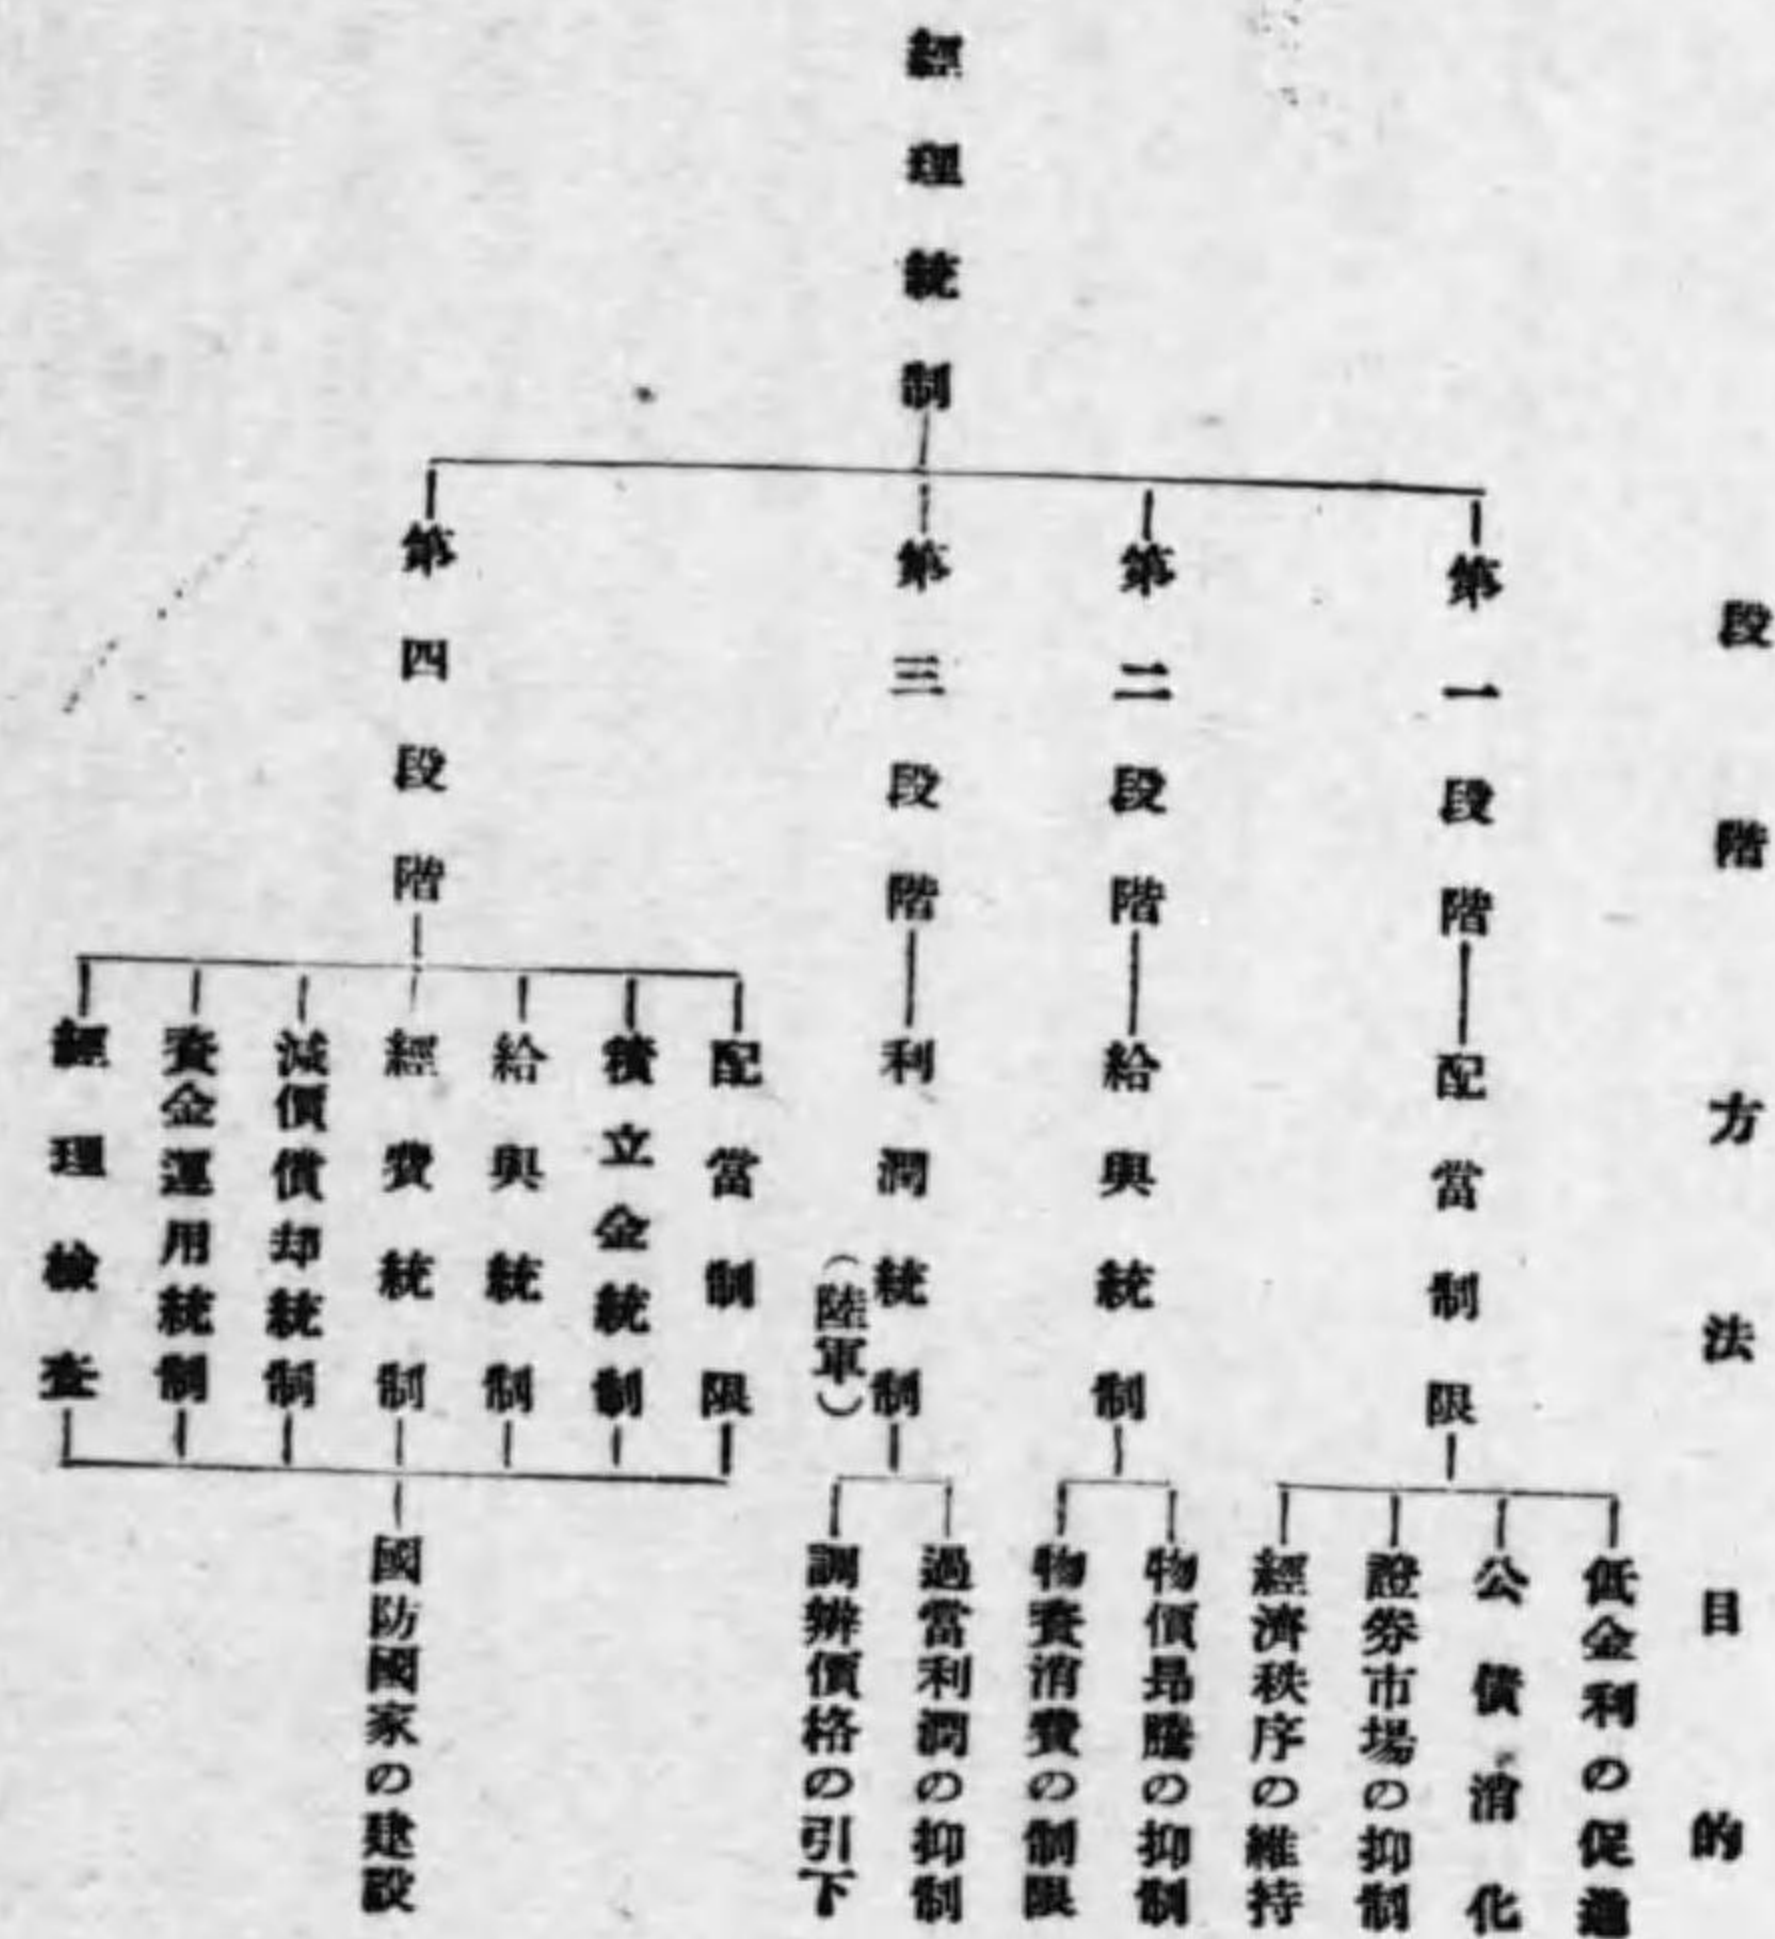 段階
方法
目的
經理統制
第一段階
配當制限
低金利の促進
公債消化
證券市場の抑制
經濟秩序の維持
第二段階
給與統制
物價昻騰の抑制
物資消費の制限
第三段階
利潤統制
（陸軍）
過當利潤の抑制
調辨價格の引下
第四段階
配當制限
積立金統制
給與統制
經費統制
減價償却統制
資金運用統制
經理檢査
國防國家の建設